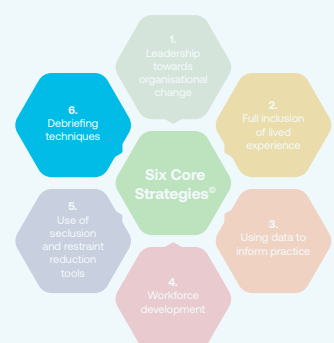 1.
Leadership
towards
organisational
change
2.
Full inclusion
of lived
experience
3.
Using data to
inform practice
4.
Workforce
development
5.
Use of
seclusion
and restraint
reduction
tools
6.
Debriefing
techniques
Six Core
Strategies©